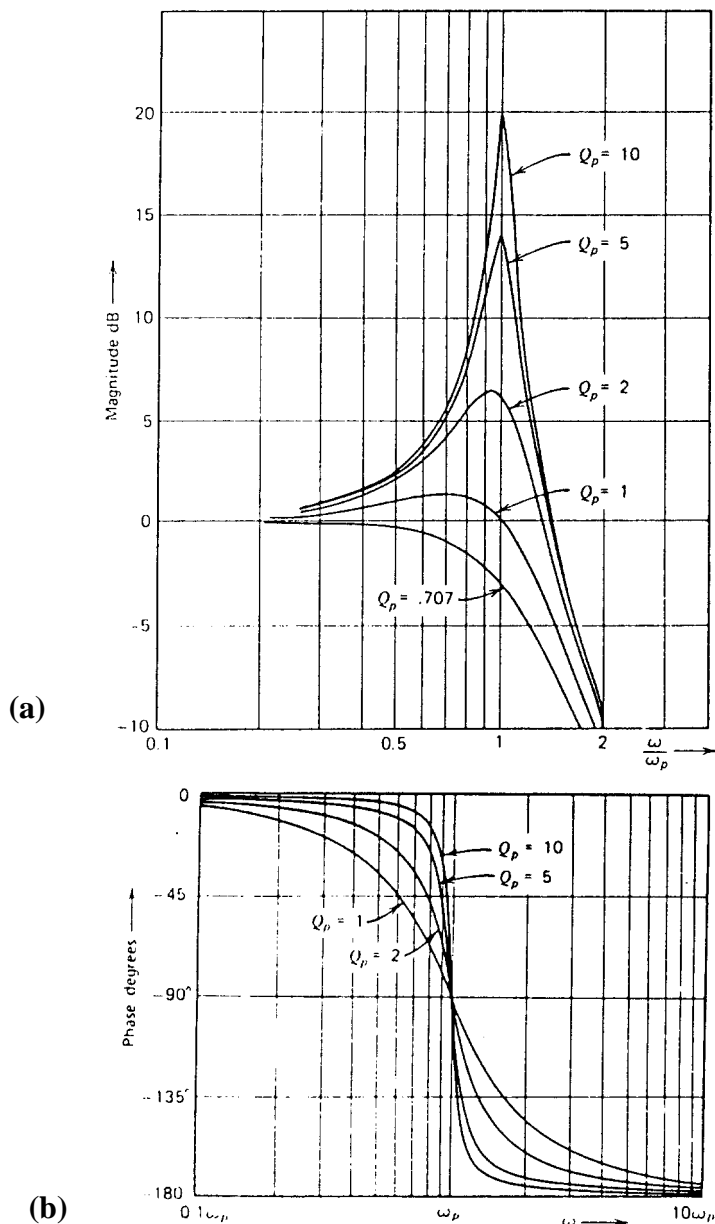 20
15
10
5
0
−5
−10
Magnitude dB
Q_p = 10
Q_p = 5
Q_p = 2
Q_p = 1
Q_p = .707
0.1
0.5
1
2
ω/ω_p
(a)
0
−45
−90°
−135°
−180
Phase degrees
Q_p = 10
Q_p = 5
Q_p = 1
Q_p = 2
0.1ω_p
ω_p
ω
10ω_p
(b)